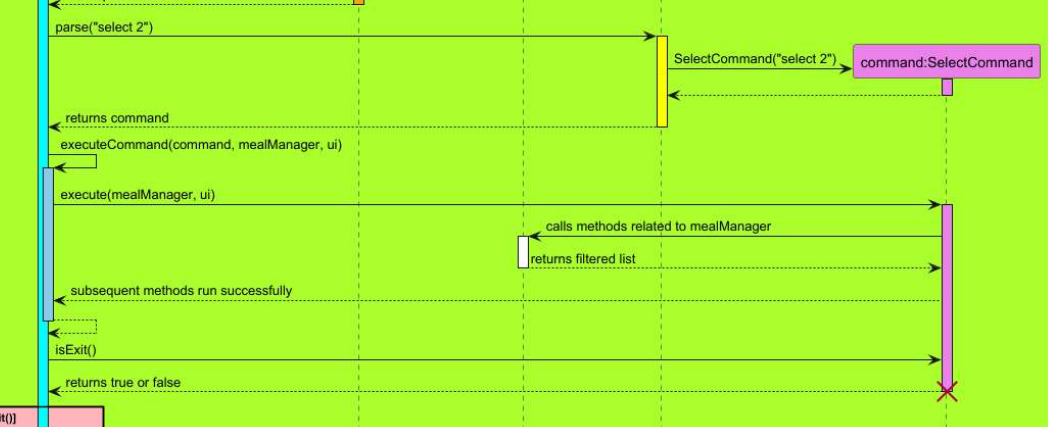 parse("select 2")
SelectCommand("select 2")
command:SelectCommand
returns command
executeCommand(command, mealManager, ui)
execute(mealManager, ui)
calls methods related to mealManager
returns filtered list
subsequent methods run successfully
isExit()
returns true or false
it()]